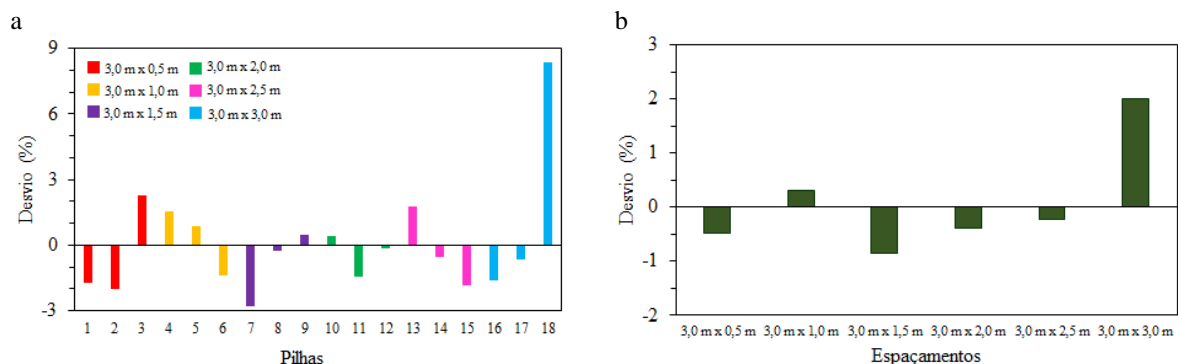 a
9
6
3
0
-3
Desvio (%)
3,0 m x 0,5 m
3,0 m x 1,0 m
3,0 m x 1,5 m
3,0 m x 2,0 m
3,0 m x 2,5 m
3,0 m x 3,0 m
1 2 3 4 5 6 7 8 9 10 11 12 13 14 15 16 17 18
Pilhas
b
3
2
1
0
-1
-2
Desvio (%)
3,0 m x 0,5 m 3,0 m x 1,0 m 3,0 m x 1,5 m 3,0 m x 2,0 m 3,0 m x 2,5 m 3,0 m x 3,0 m
Espaçamentos